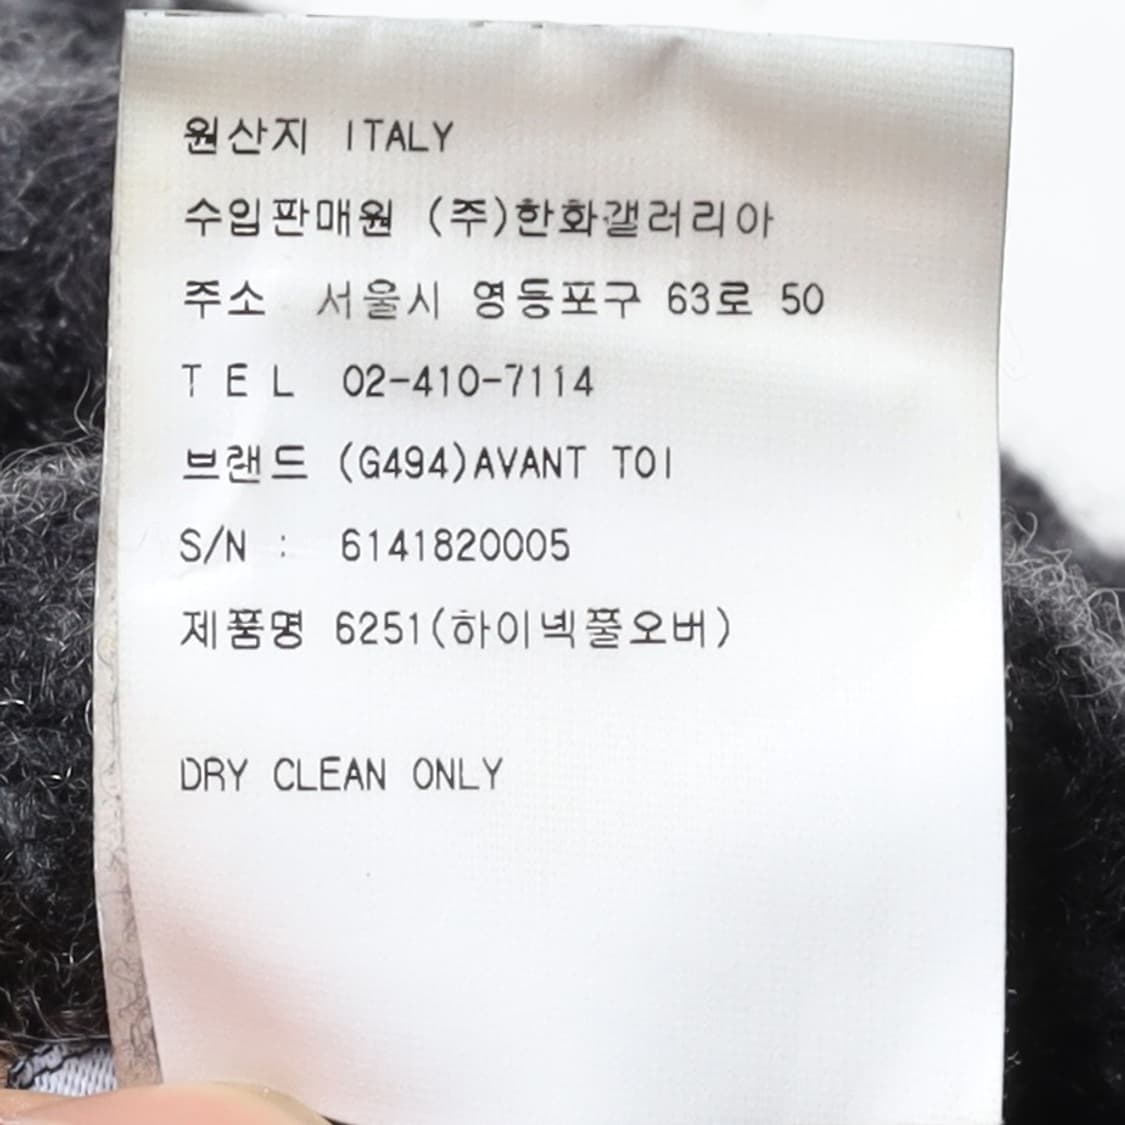 원산지 ITALY
수입판매원 (주)한화갤러리아
주소 서울시 영등포구 63로 50
TEL 02-410-7114
브랜드 (G494)AVANT TOI
S/N : 6141820005
제품명 6251(하이넥풀오버)
DRY CLEAN ONLY